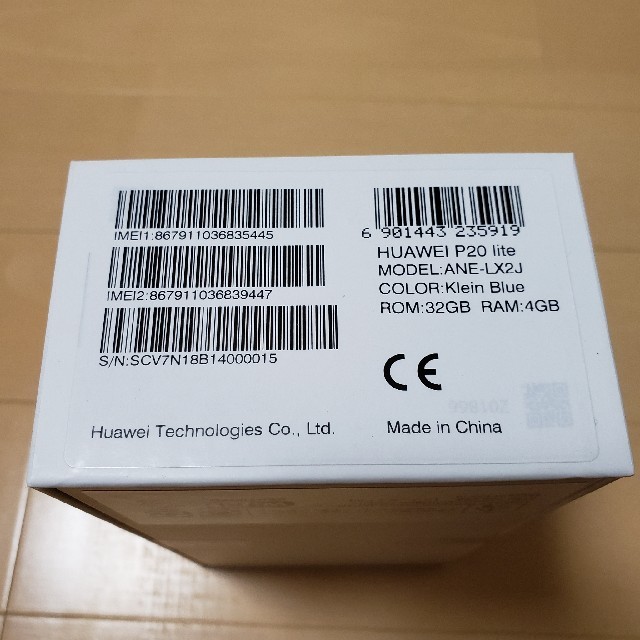 IMEI1:867911036835445
IMEI2:867911036839447
S/N:SCV7N18B14000015
Huawei Technologies Co., Ltd.
6 901443 235919
HUAWEI P20 lite
MODEL:ANE-LX2J
COLOR:Klein Blue
ROM:32GB RAM:4GB
CE
Made in China